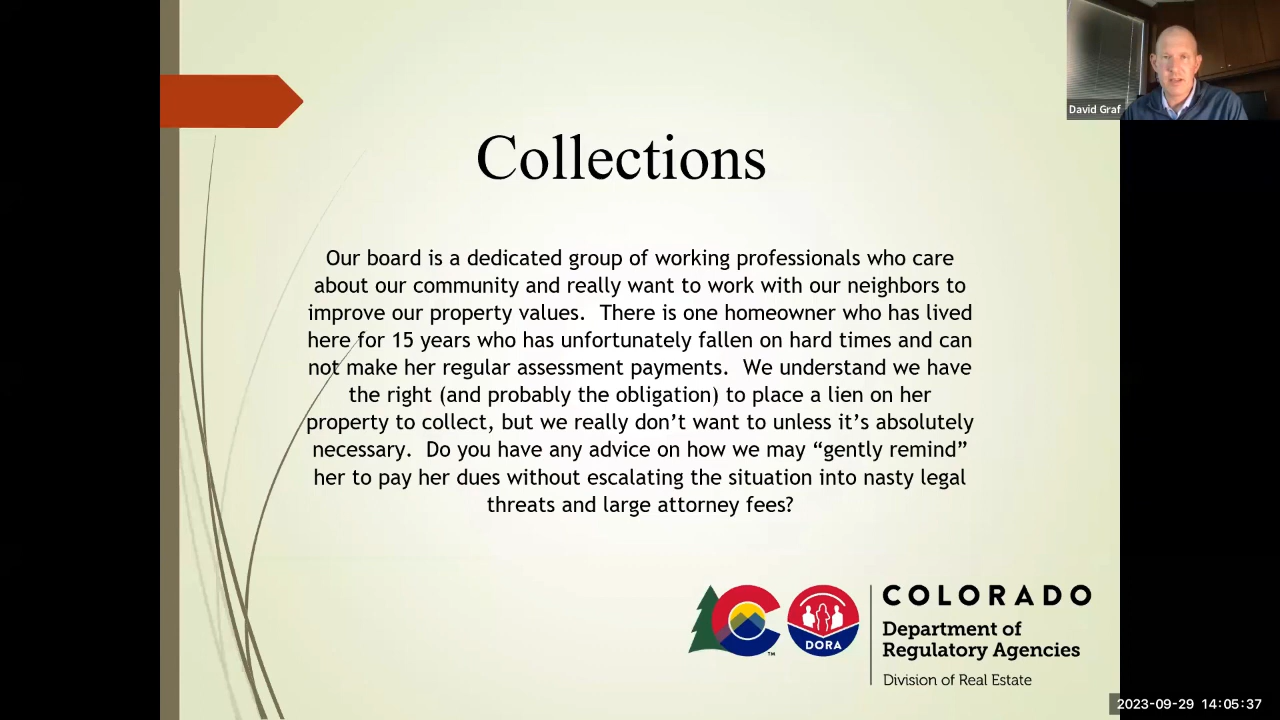 David Graf
Collections
Our board is a dedicated group of working professionals who care
about our community and really want to work with our neighbors to
improve our property values.  There is one homeowner who has lived
here for 15 years who has unfortunately fallen on hard times and can
not make her regular assessment payments.  We understand we have
the right (and probably the obligation) to place a lien on her
property to collect, but we really don’t want to unless it’s absolutely
necessary.  Do you have any advice on how we may “gently remind”
her to pay her dues without escalating the situation into nasty legal
threats and large attorney fees?
TM
DORA
COLORADO
Department of
Regulatory Agencies
Division of Real Estate
2023-09-29 14:05:37